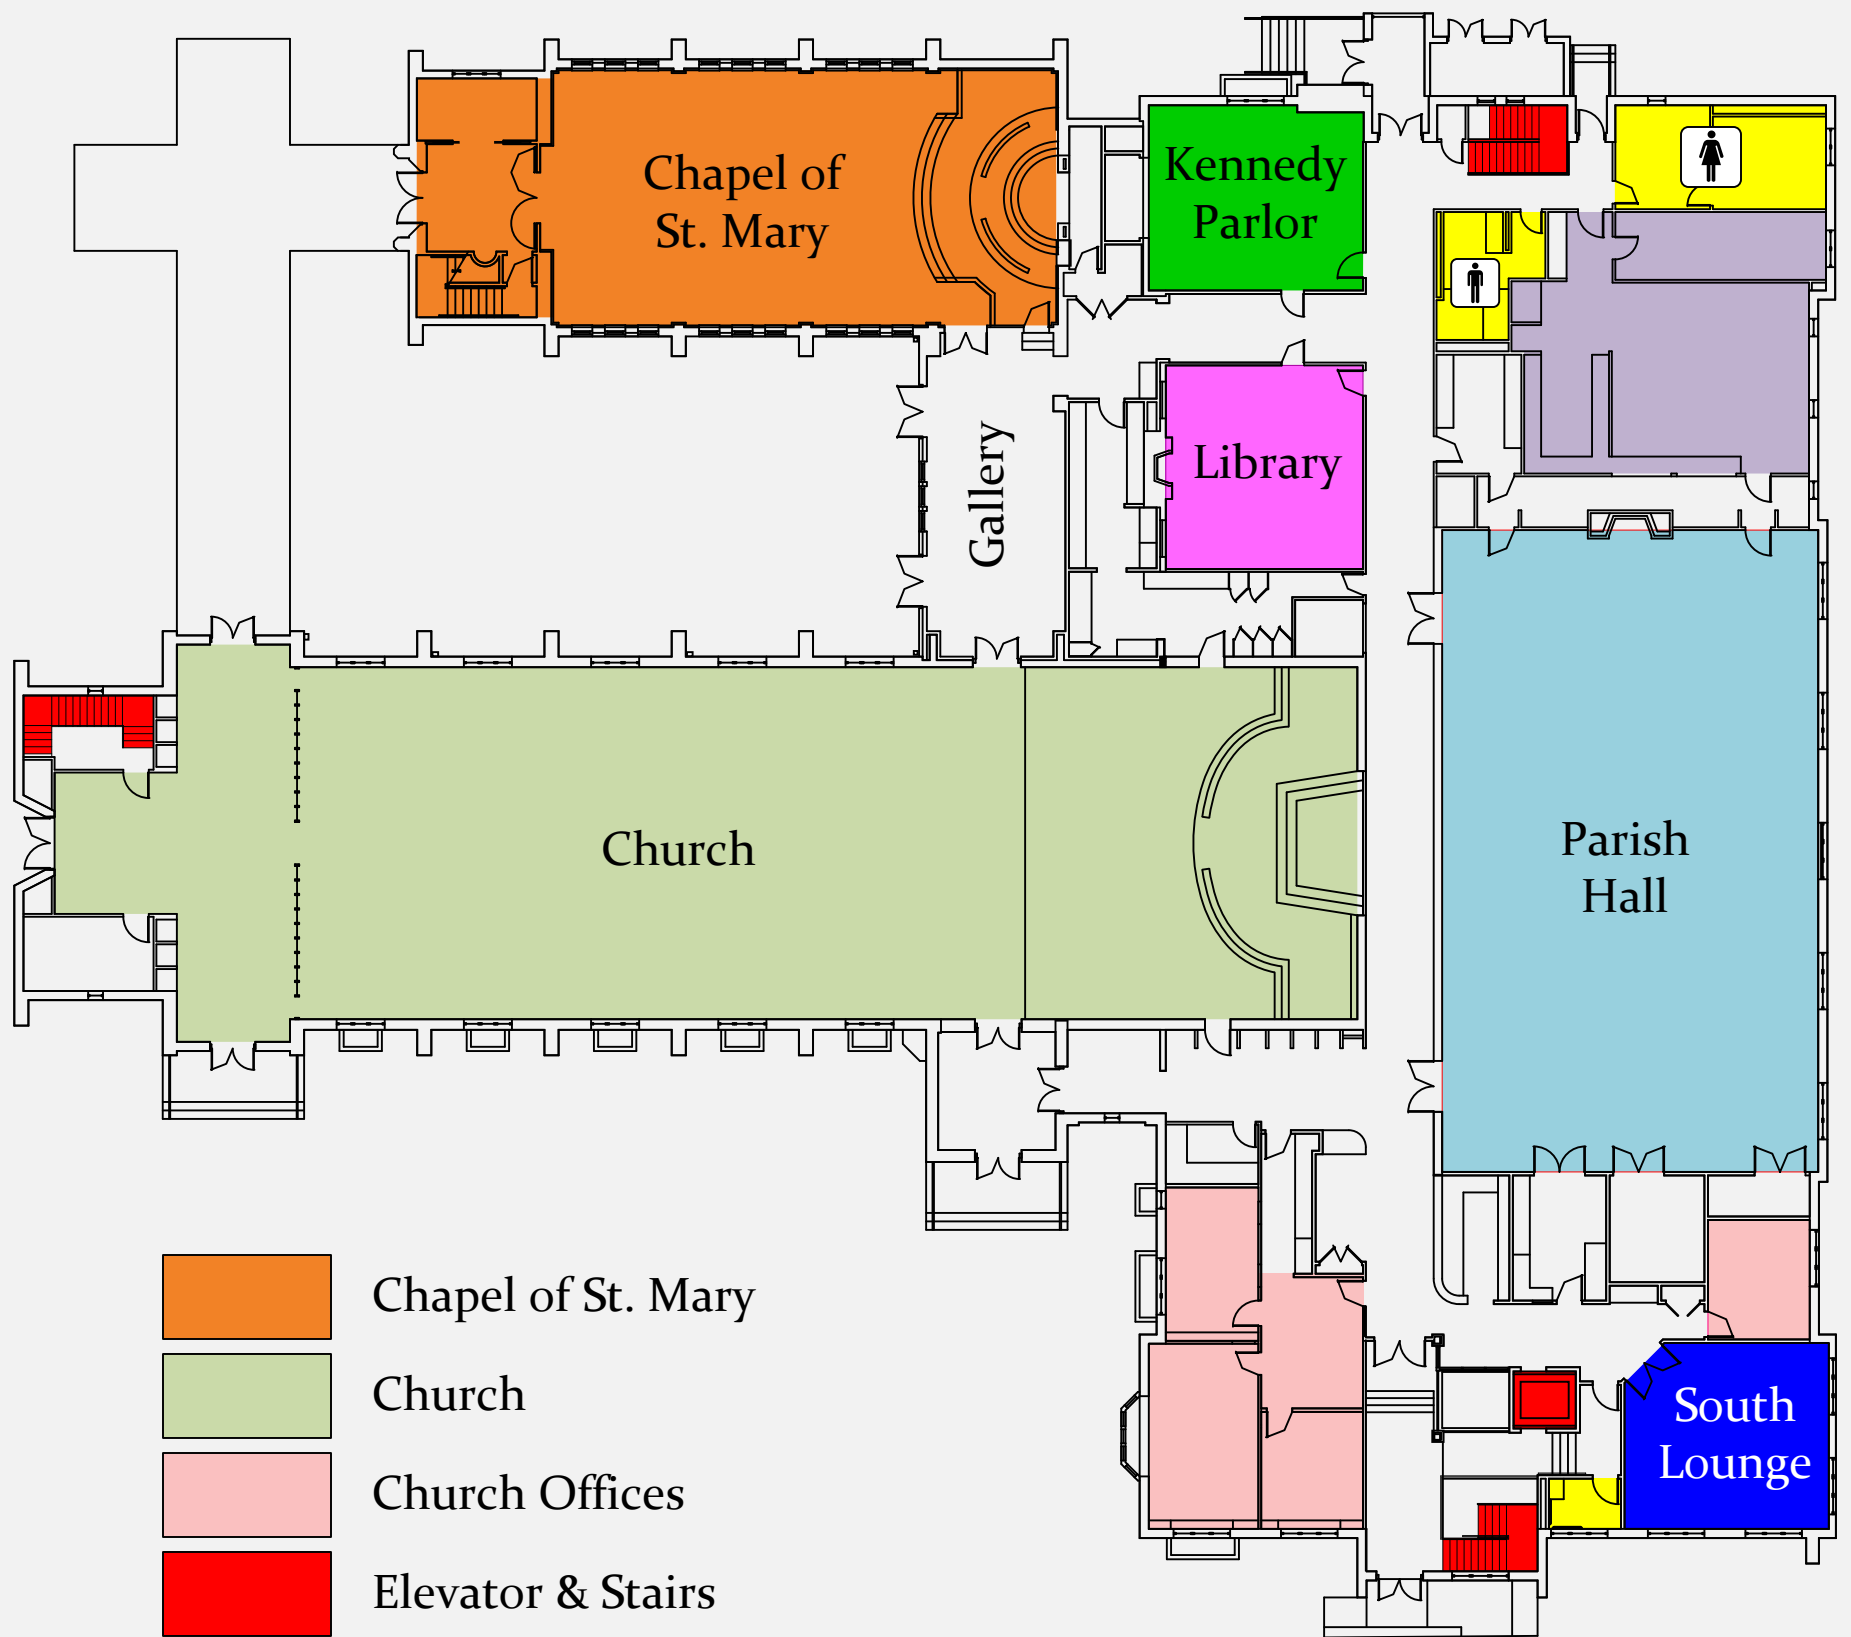 Chapel of
St. Mary
Kennedy
Parlor
Gallery
Library
Church
Parish
Hall
Chapel of St. Mary
Church
Church Offices
Elevator & Stairs
South
Lounge